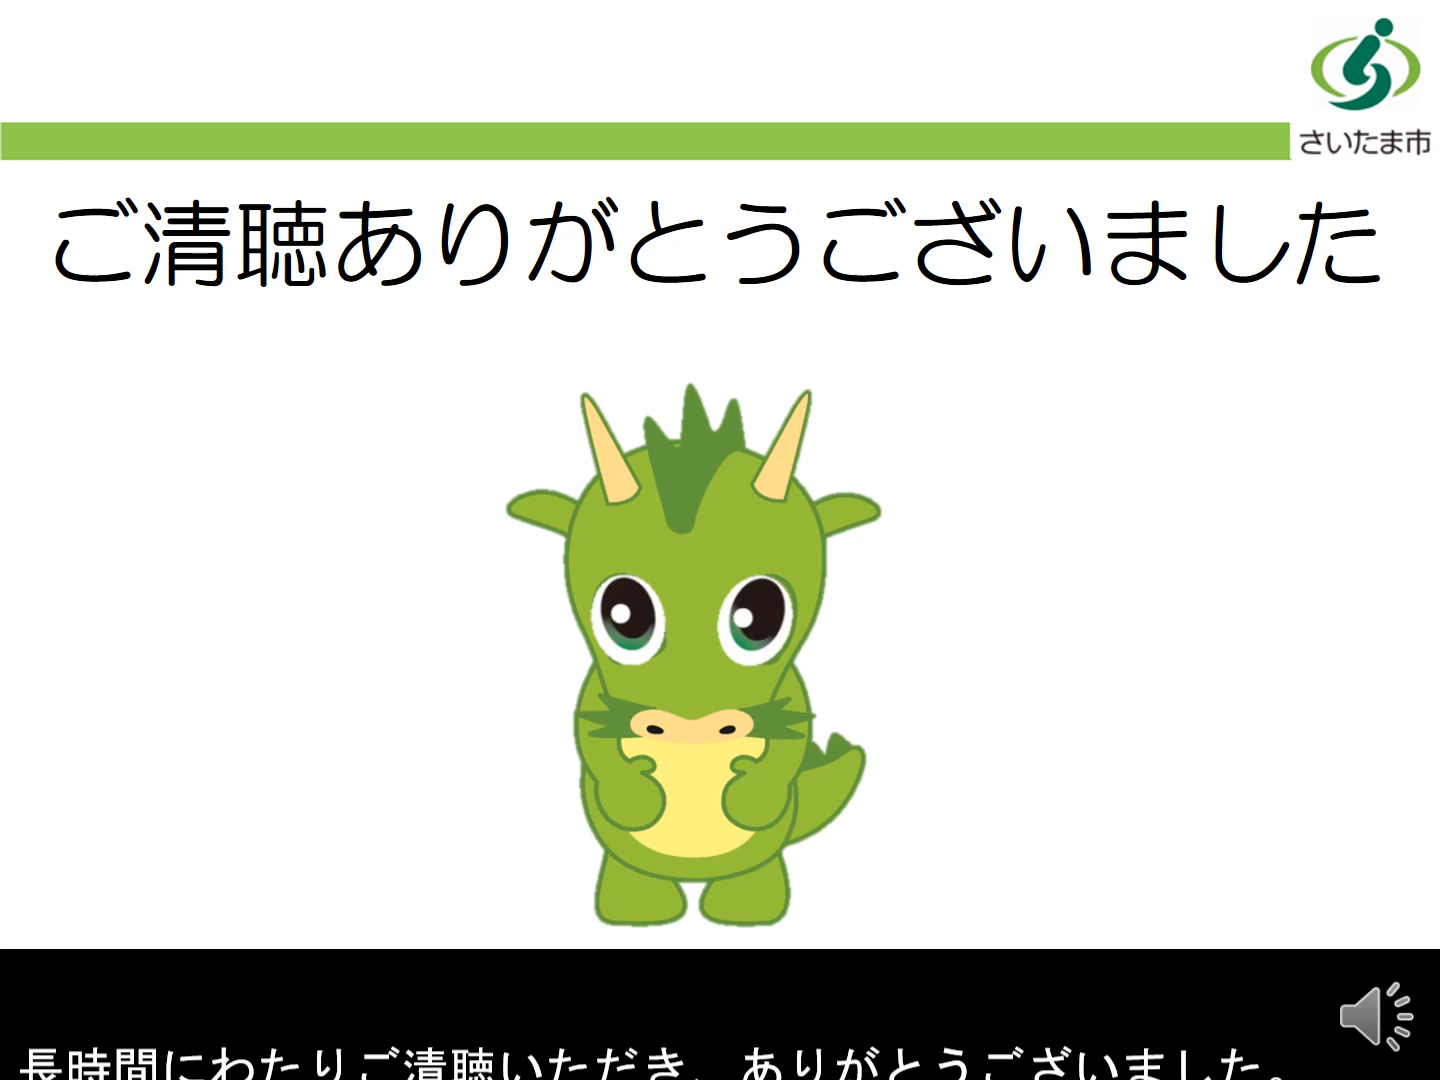 さいたま市
ご清聴ありがとうございました
長時間にわたりご清聴いただき、ありがとうございました。